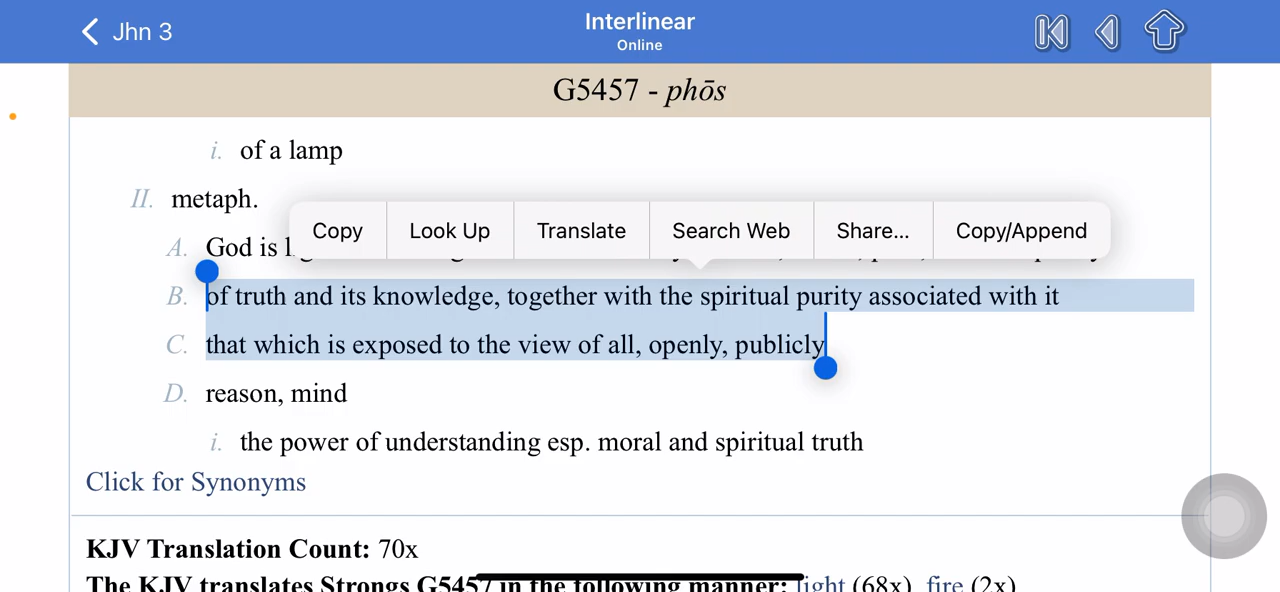 Jhn 3
Interlinear
Online
G5457 - phōs
i. of a lamp
II. metaph.
Copy Look Up Translate Search Web Share... Copy/Append
A. God is
B. of truth and its knowledge, together with the spiritual purity associated with it
C. that which is exposed to the view of all, openly, publicly
D. reason, mind
i. the power of understanding esp. moral and spiritual truth
Click for Synonyms
KJV Translation Count: 70x
The KJV translates Strongs G5457 in the following manner: light (68x), fire (2x)